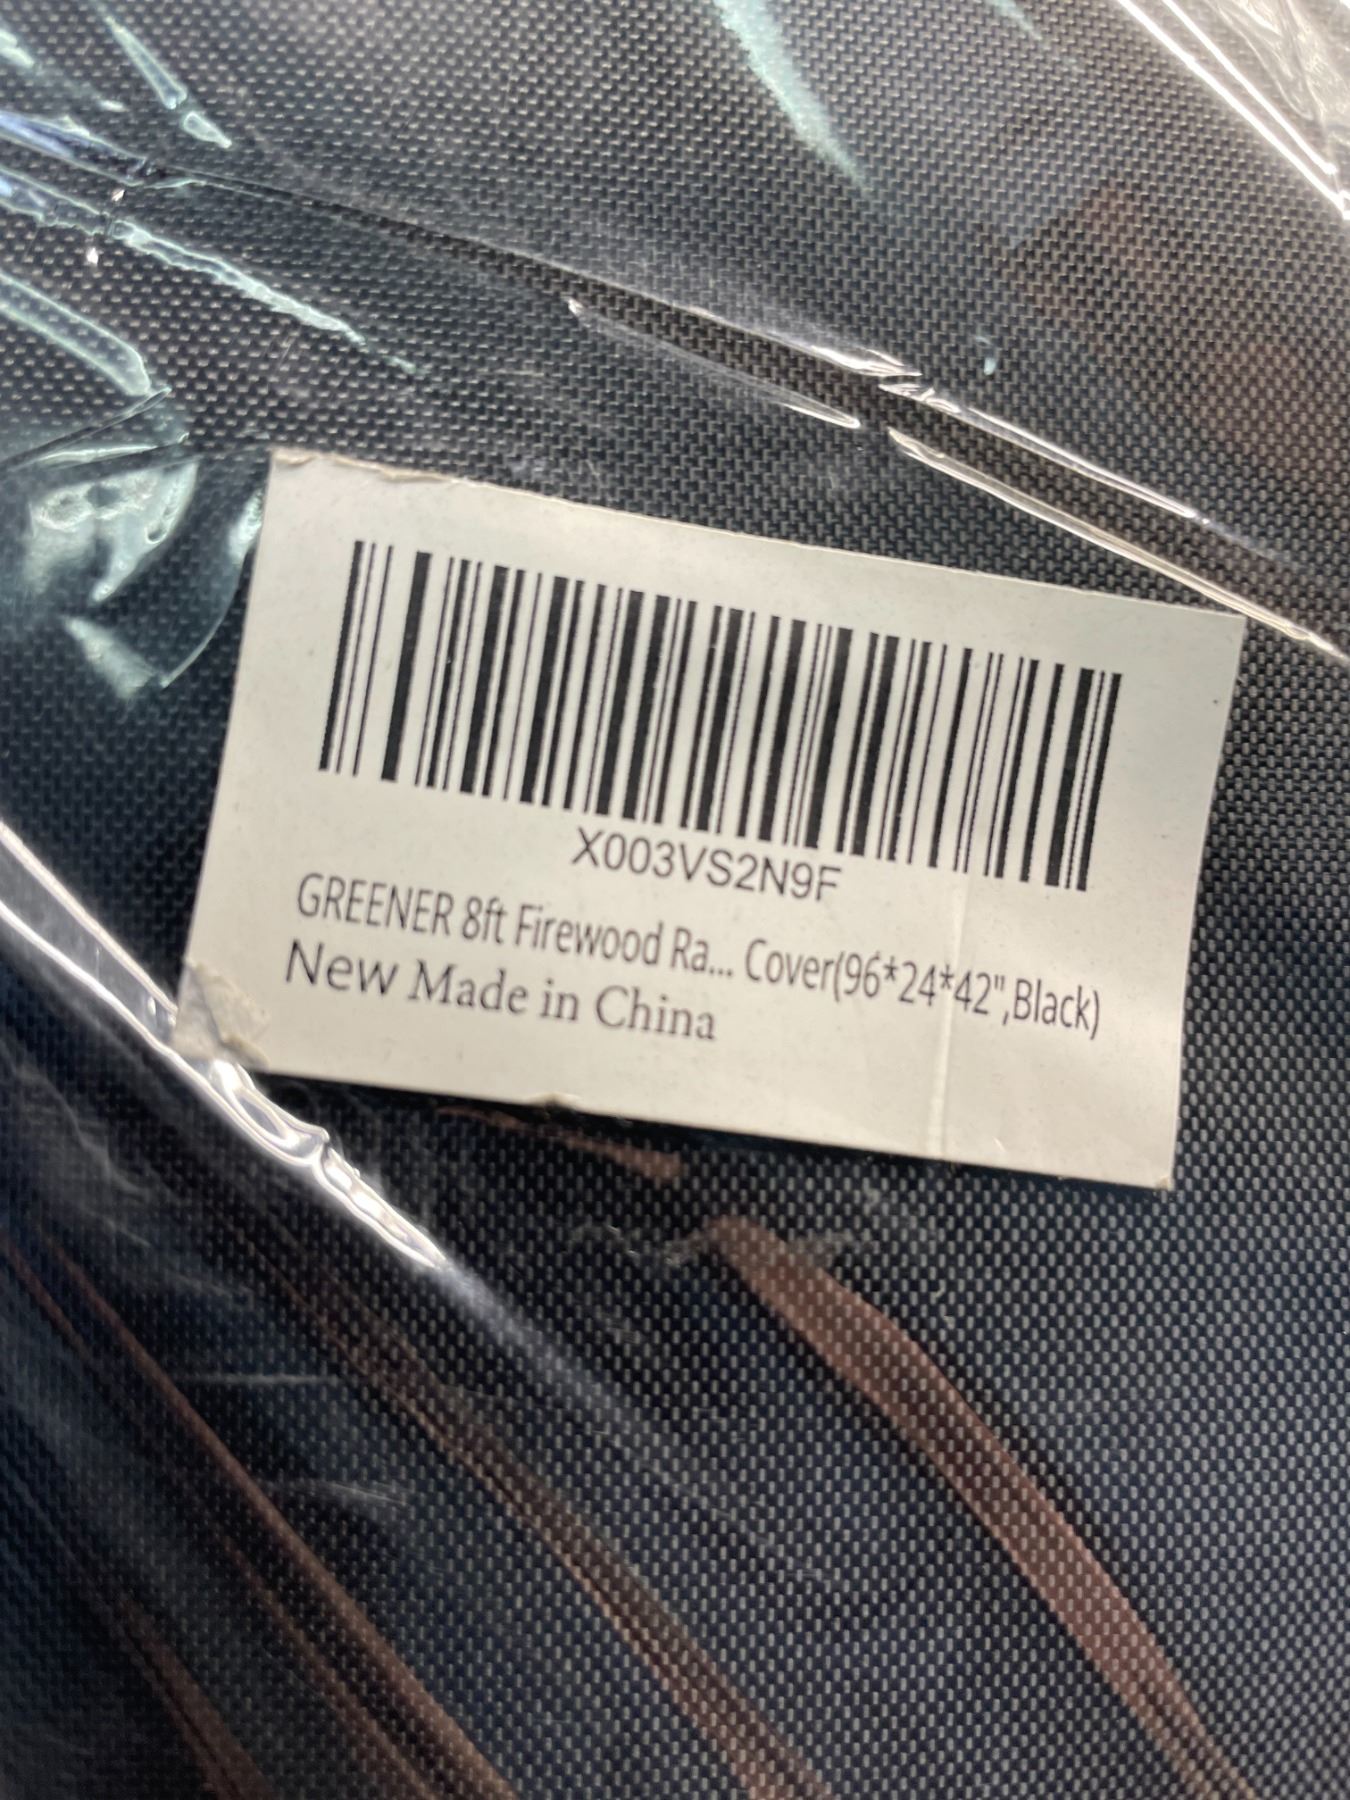 X003VS2N9F
GREENER 8ft Firewood Ra... Cover(96*24*42",Black)
New Made in China